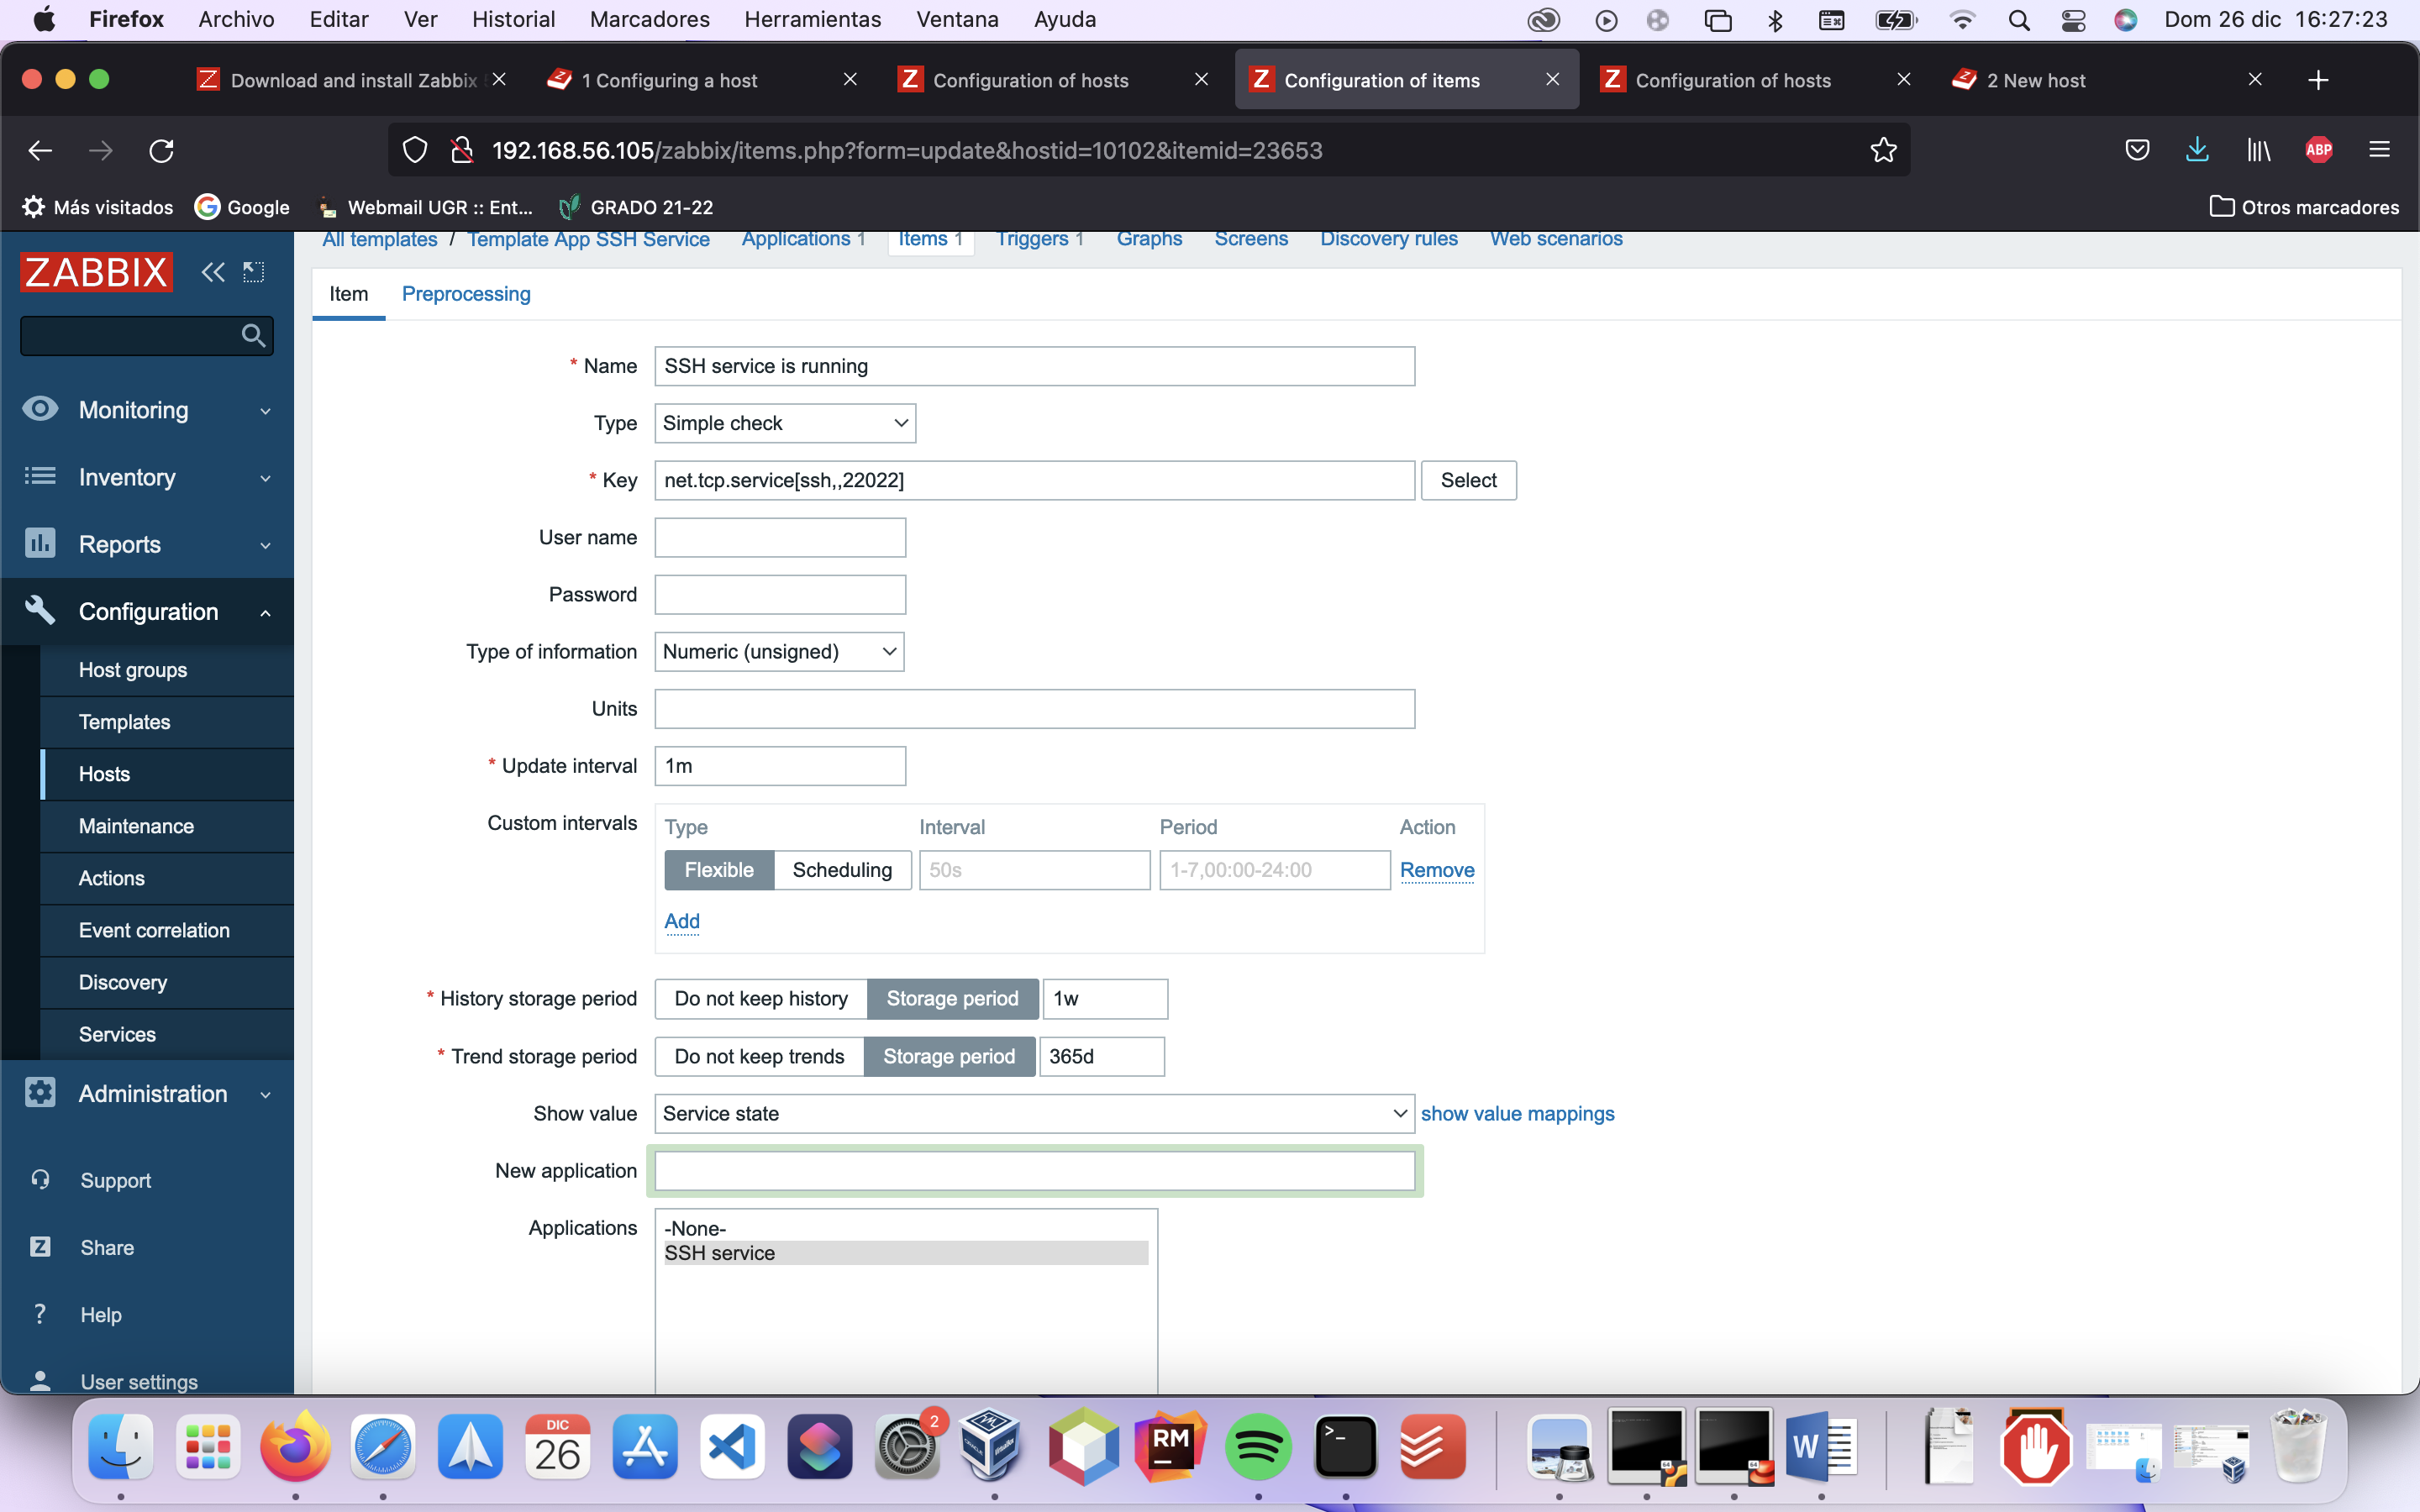 Firefox Archivo Editar Ver Historial Marcadores Herramientas Ventana Ayuda Dom 26 dic 16:27:23
Download and install Zabbix 1 Configuring a host Configuration of hosts Configuration of items Configuration of hosts 2 New host
192.168.56.105/zabbix/items.php?form=update&hostid=10102&itemid=23653
ABP
Más visitados Google Webmail UGR :: Ent... GRADO 21-22 Otros marcadores
All templates / Template App SSH Service Applications 1 Items 1 Triggers 1 Graphs Screens Discovery rules Web scenarios
ZABBIX
Monitoring
Inventory
Reports
Configuration
Host groups
Templates
Hosts
Maintenance
Actions
Event correlation
Discovery
Services
Administration
Support
Share
Help
User settings
Item Preprocessing
* Name SSH service is running
Type Simple check
* Key net.tcp.service[ssh,,22022] Select
User name
Password
Type of information Numeric (unsigned)
Units
* Update interval 1m
Custom intervals Type Interval Period Action
Flexible Scheduling 50s 1-7,00:00-24:00 Remove
Add
* History storage period Do not keep history Storage period 1w
* Trend storage period Do not keep trends Storage period 365d
Show value Service state show value mappings
New application
Applications -None-
SSH service
DIC
26
2
RM
W